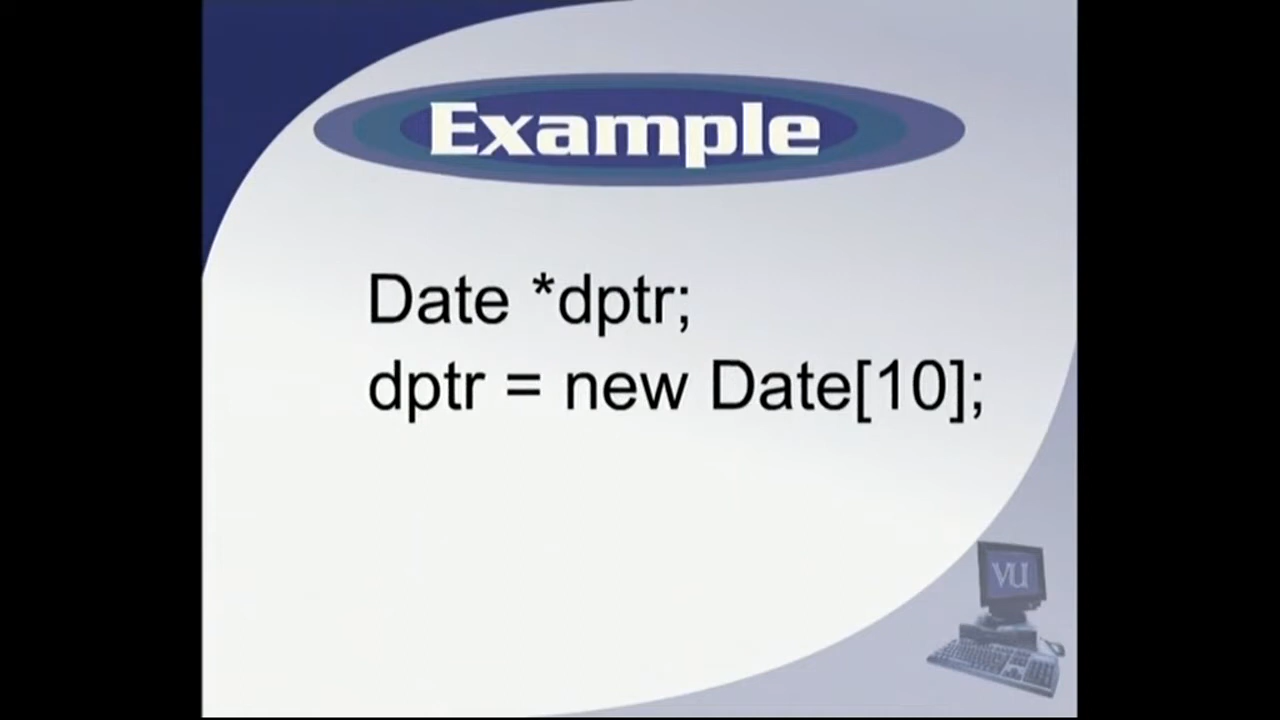 Example
Date *dptr;
dptr = new Date[10];
VU